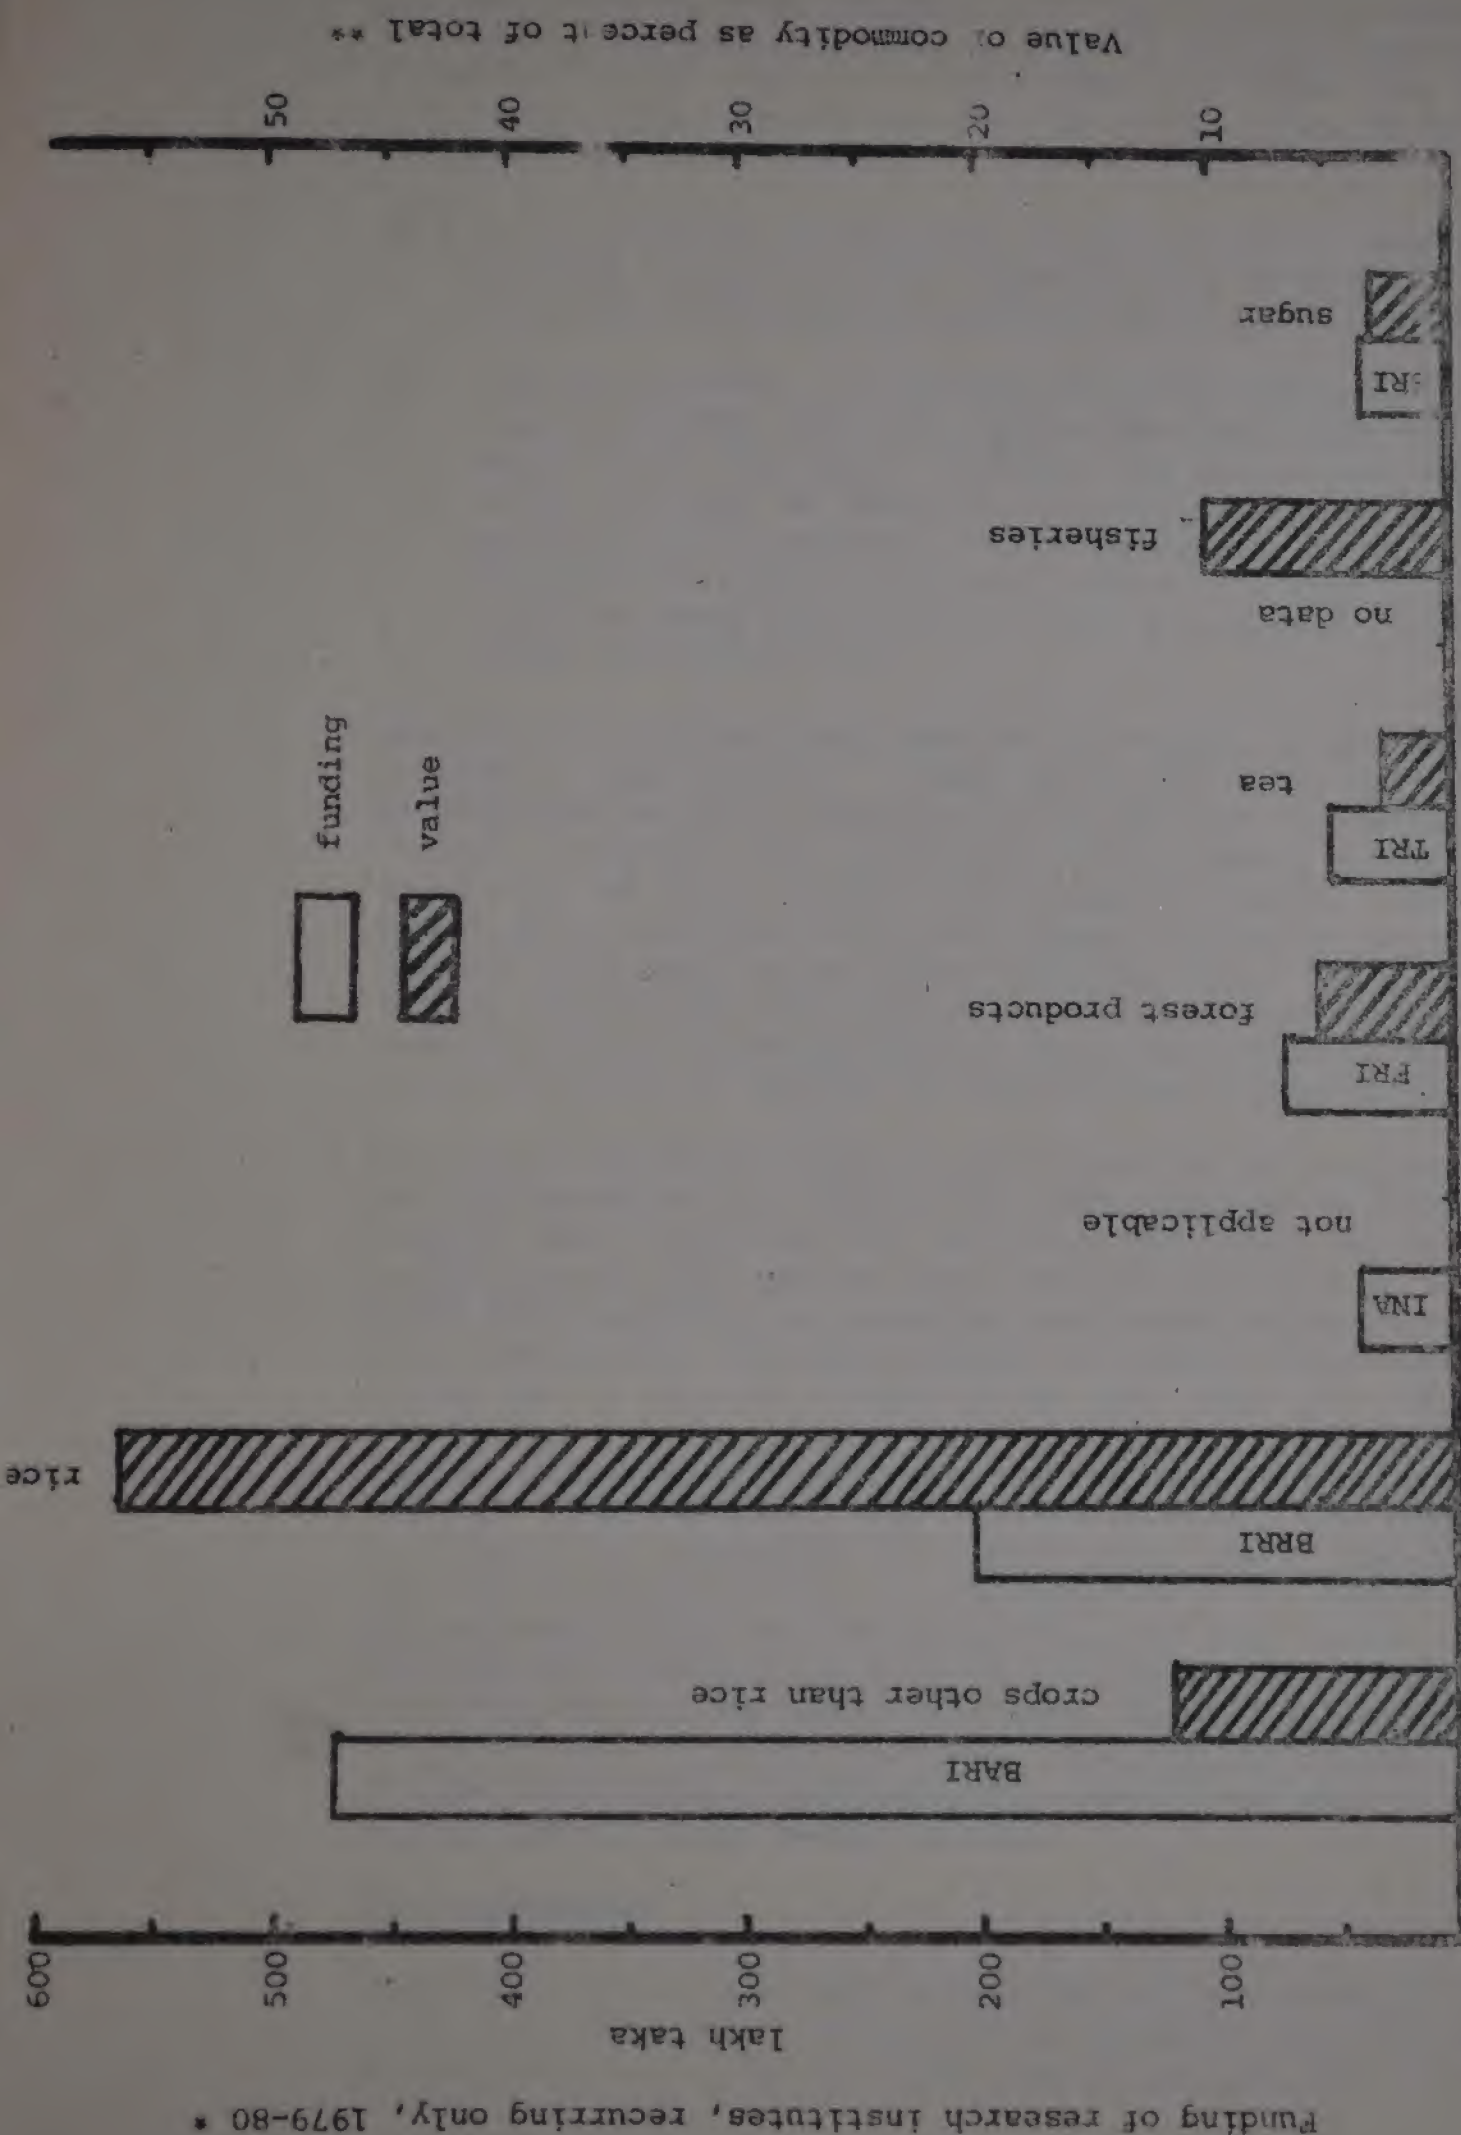 Funding of research institutes, recurring only, 1979-80 *
lakh taka
600
500
400
300
200
100
BARI
crops other than rice
BRRI
rice
INA
not applicable
FRI
forest products
TRI
tea
no data
fisheries
RI
sugar
funding
value
50
40
30
20
10
Value of commodity as percent of total **